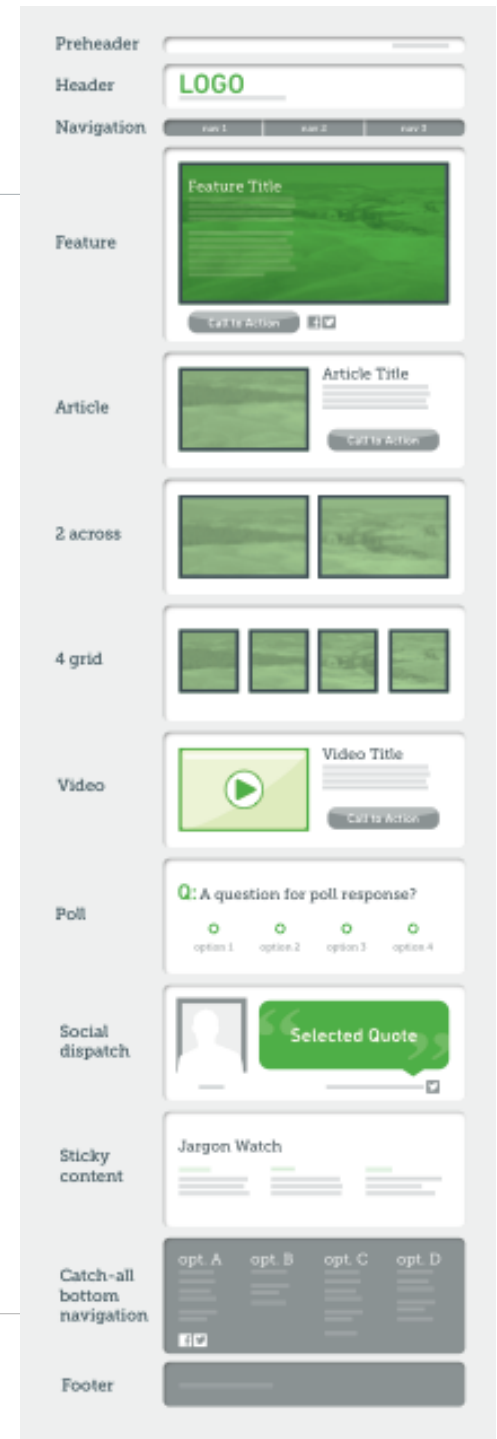 Preheader
Header
LOGO
Navigation
nav 1
nav 2
nav 3
Feature
Feature Title
Call to Action
Article
Article Title
Call to Action
2 across
4 grid
Video
Video Title
Call to Action
Poll
Q: A question for poll response?
option 1
option 2
option 3
option 4
Social
dispatch
Selected Quote
Sticky
content
Jargon Watch
Catch-all
bottom
navigation
opt. A
opt. B
opt. C
opt. D
Footer